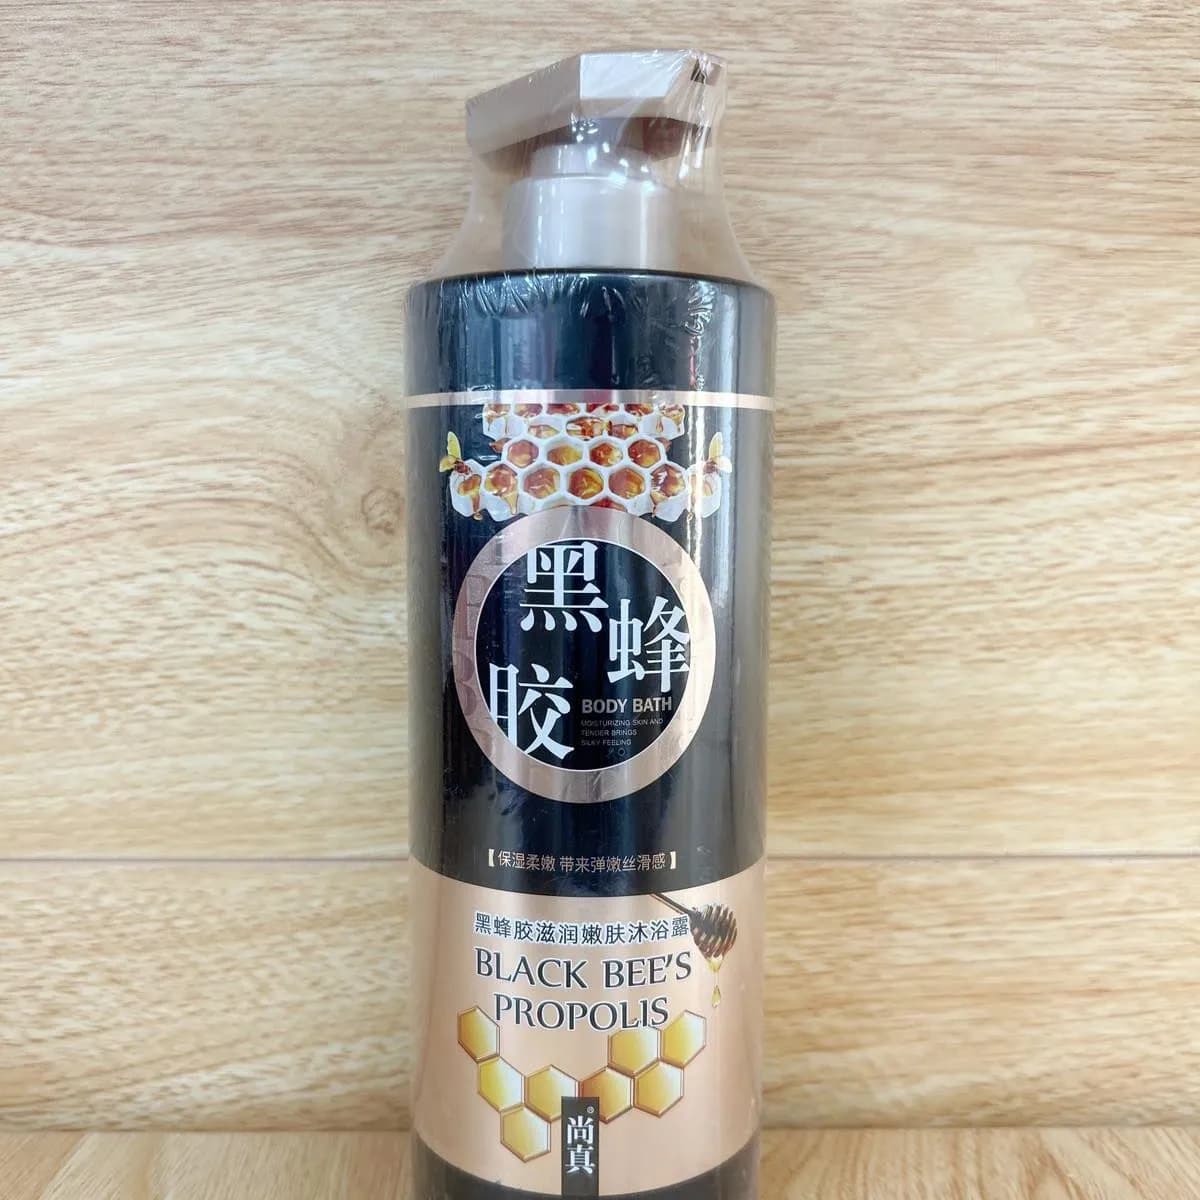 黑
蜂
胶
BODY BATH
MOISTURIZING SKIN AND
TENDER BRINGS
SILKY FEELING
【保湿柔嫩 带来弹嫩丝滑感】
黑蜂胶滋润嫩肤沐浴露
BLACK BEE'S
PROPOLIS
尚真®